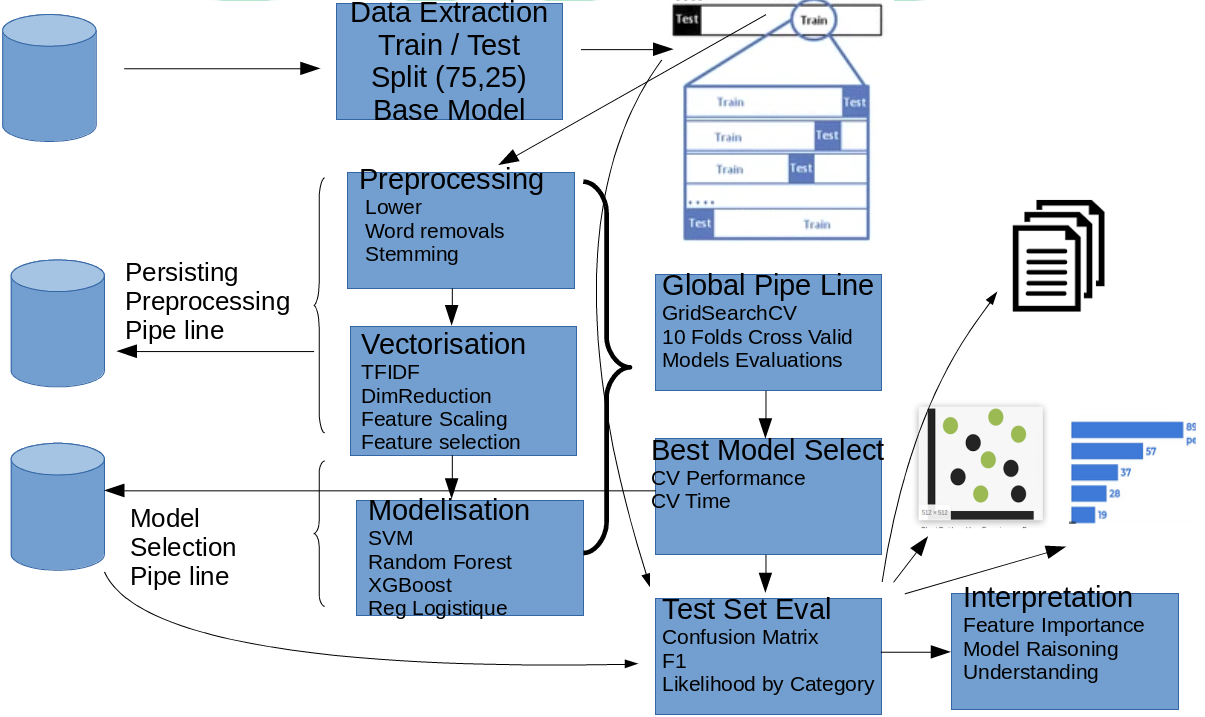 Data Extraction
Train / Test
Split (75,25)
Base Model
Test
Train
Train
Test
Train
Test
Train
Test
....
Test
Train
Preprocessing
Lower
Word removals
Stemming
Persisting
Preprocessing
Pipe line
Vectorisation
TFIDF
DimReduction
Feature Scaling
Feature selection
Global Pipe Line
GridSearchCV
10 Folds Cross Valid
Models Evaluations
Best Model Select
CV Performance
CV Time
Model
Selection
Pipe line
Modelisation
SVM
Random Forest
XGBoost
Reg Logistique
512 × 512
89
pe
57
37
28
19
Test Set Eval
Confusion Matrix
F1
Likelihood by Category
Interpretation
Feature Importance
Model Raisoning
Understanding